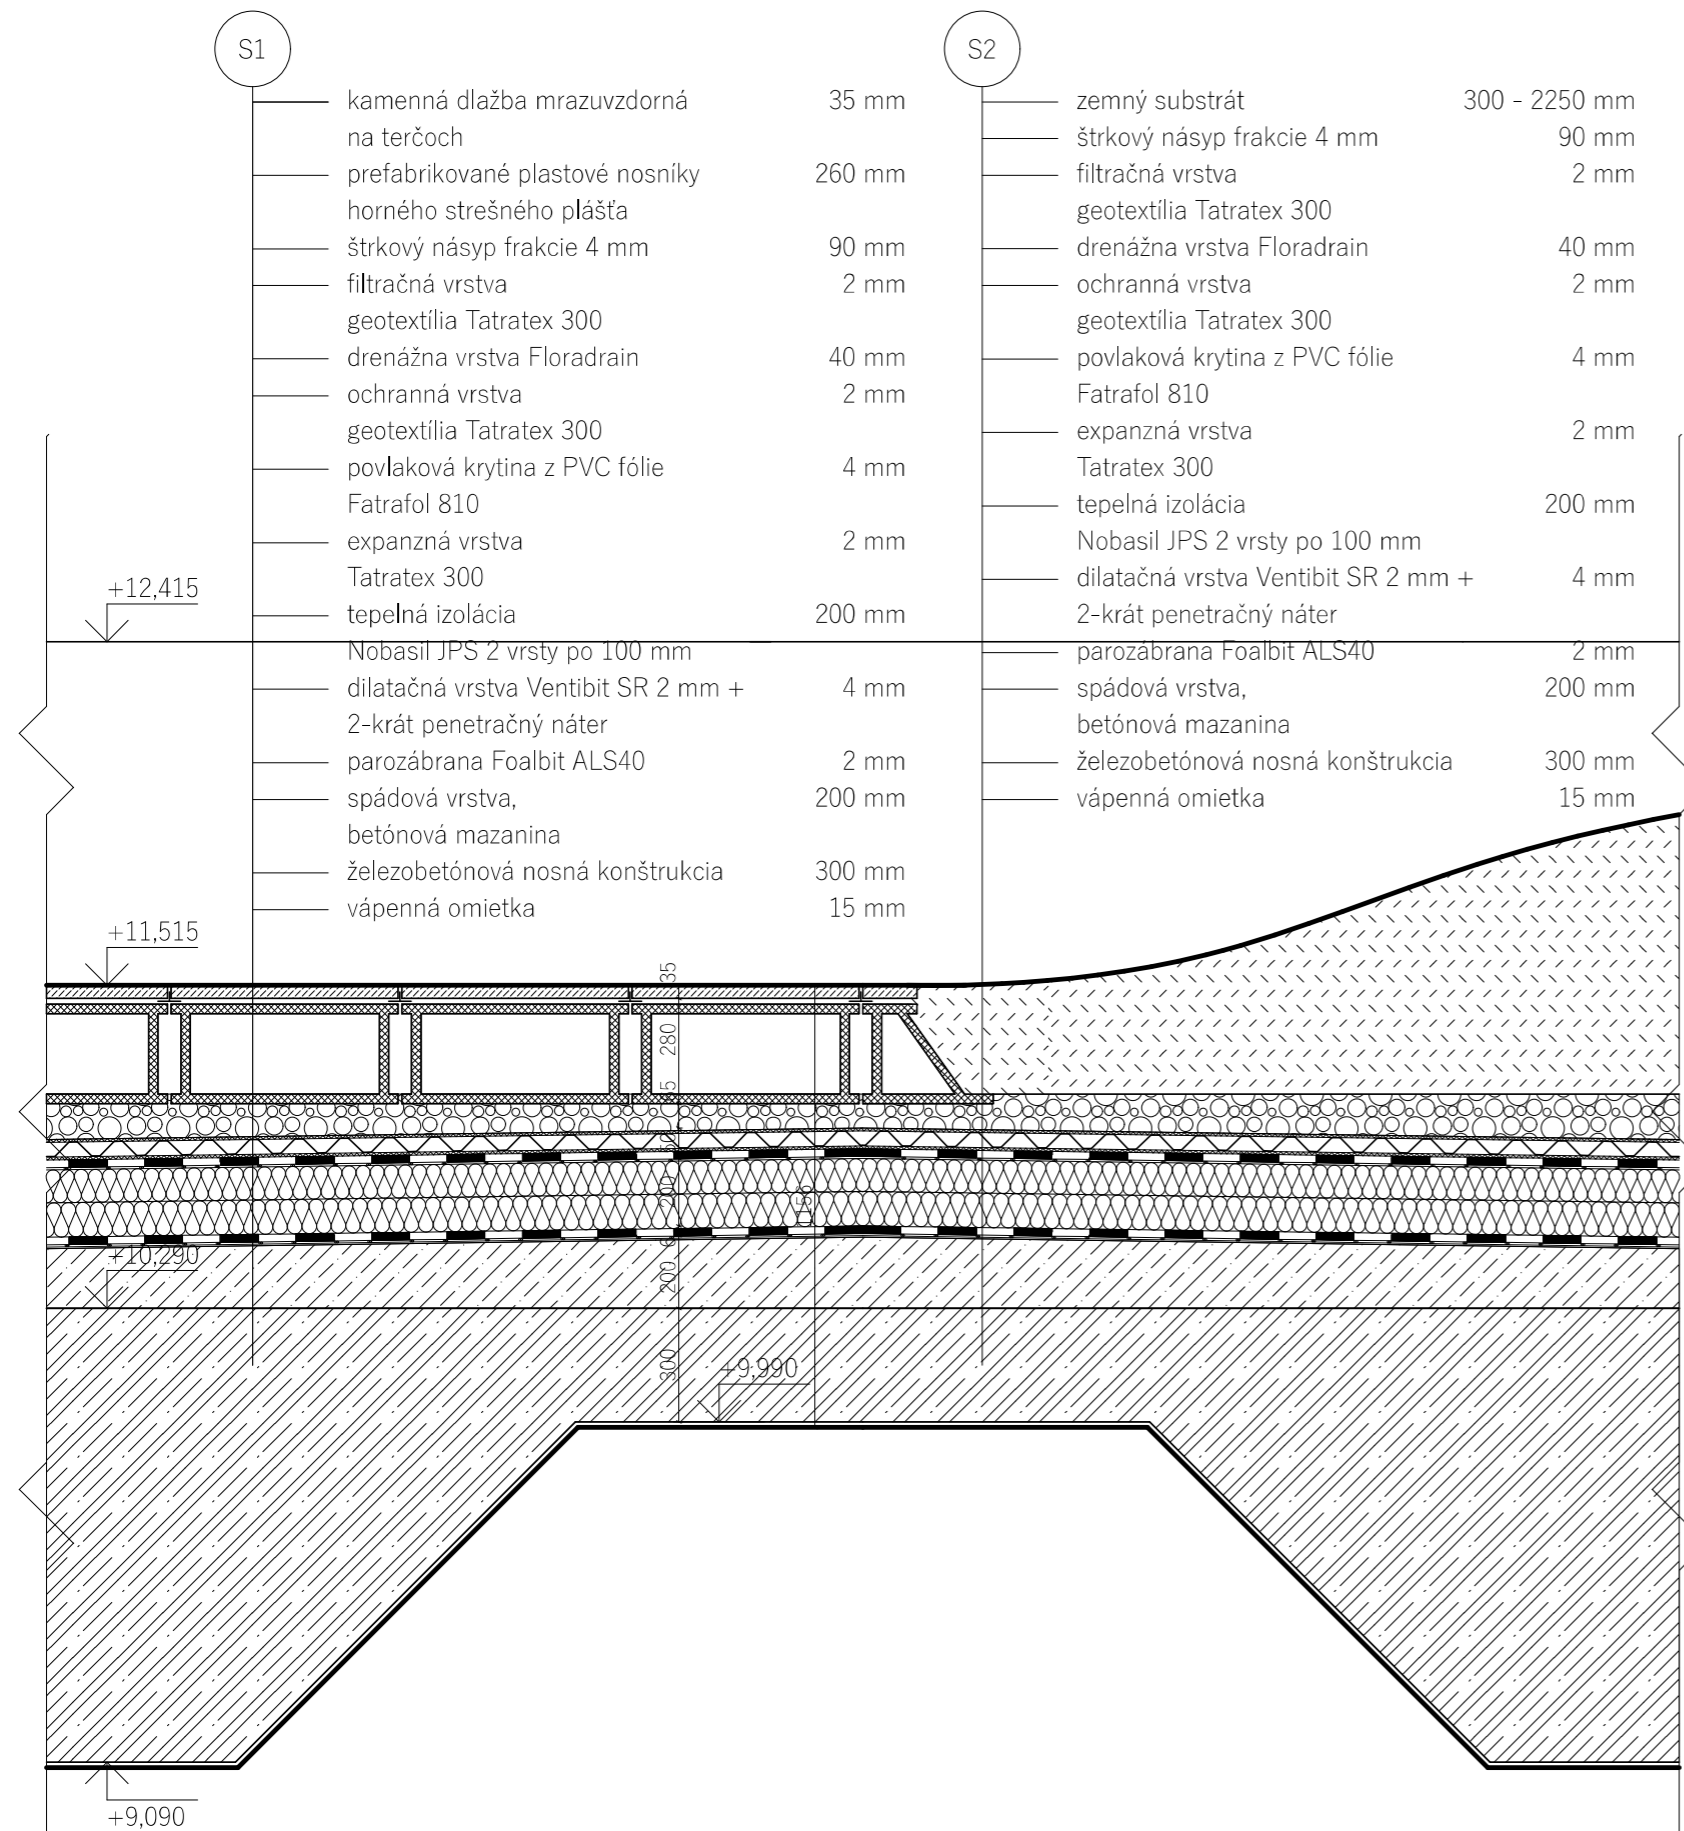 S1
kamenná dlažba mrazuvzdorná 35 mm
na terčoch
prefabrikované plastové nosníky 260 mm
horného strešného plášťa
štrkový násyp frakcie 4 mm 90 mm
filtračná vrstva 2 mm
geotextília Tatratex 300
drenážna vrstva Floradrain 40 mm
ochranná vrstva 2 mm
geotextília Tatratex 300
povlaková krytina z PVC fólie 4 mm
Fatrafol 810
expanzná vrstva 2 mm
Tatratex 300
tepelná izolácia 200 mm
Nobasil JPS 2 vrsty po 100 mm
dilatačná vrstva Ventibit SR 2 mm + 4 mm
2-krát penetračný náter
parozábrana Foalbit ALS40 2 mm
spádová vrstva, 200 mm
betónová mazanina
železobetónová nosná konštrukcia 300 mm
vápenná omietka 15 mm
S2
zemný substrát 300 - 2250 mm
štrkový násyp frakcie 4 mm 90 mm
filtračná vrstva 2 mm
geotextília Tatratex 300
drenážna vrstva Floradrain 40 mm
ochranná vrstva 2 mm
geotextília Tatratex 300
povlaková krytina z PVC fólie 4 mm
Fatrafol 810
expanzná vrstva 2 mm
Tatratex 300
tepelná izolácia 200 mm
Nobasil JPS 2 vrsty po 100 mm
dilatačná vrstva Ventibit SR 2 mm + 4 mm
2-krát penetračný náter
parozábrana Foalbit ALS40 2 mm
spádová vrstva, 200 mm
betónová mazanina
železobetónová nosná konštrukcia 300 mm
vápenná omietka 15 mm
+12,415
+11,515
35
280
200
6
200
300
+10,290
+9,990
+9,090